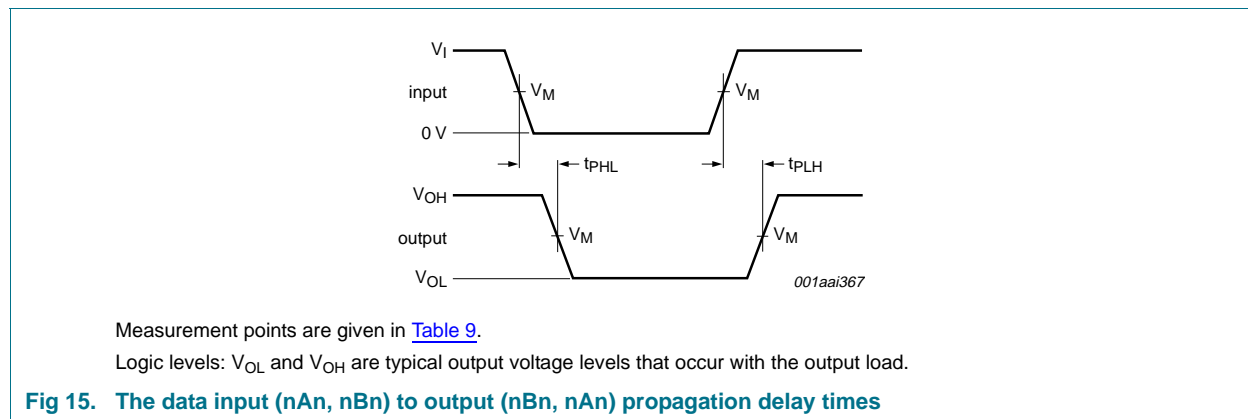 VI
VM
VM
input
0 V
tPHL
tPLH
VOH
VM
VM
output
VOL
001aai367
Measurement points are given in Table 9.
Logic levels: VOL and VOH are typical output voltage levels that occur with the output load.
Fig 15. The data input (nAn, nBn) to output (nBn, nAn) propagation delay times